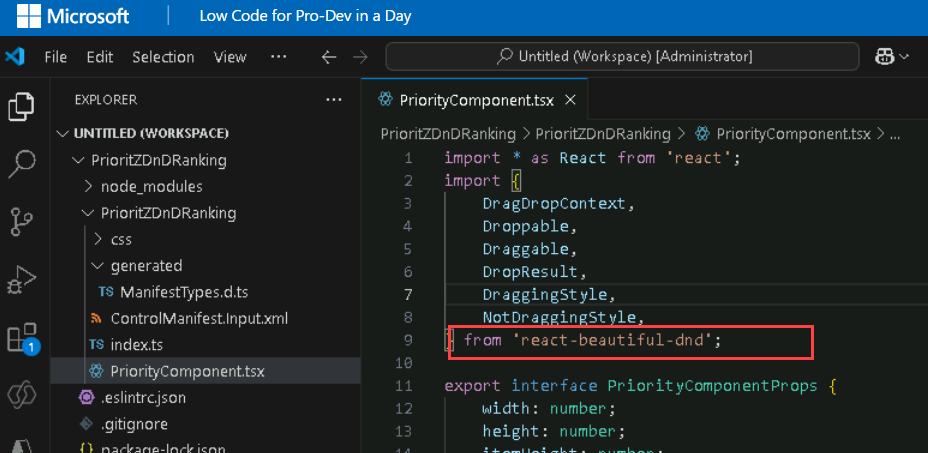 Microsoft
Low Code for Pro-Dev in a Day
File Edit Selection View ···
Untitled (Workspace) [Administrator]
EXPLORER ···
PriorityComponent.tsx
UNTITLED (WORKSPACE)
PrioritZDnDRanking > PrioritZDnDRanking > PriorityComponent.tsx > ...
PrioritZDnDRanking
node_modules
PrioritZDnDRanking
css
generated
TS ManifestTypes.d.ts
ControlManifest.Input.xml
TS index.ts
PriorityComponent.tsx
.eslintrc.json
.gitignore
{} package-lock.json
1
1 import * as React from 'react';
2 import {
3 DragDropContext,
4 Droppable,
5 Draggable,
6 DropResult,
7 DraggingStyle,
8 NotDraggingStyle,
9 } from 'react-beautiful-dnd';
10
11 export interface PriorityComponentProps {
12 width: number;
13 height: number;
14 itemHeight: number;